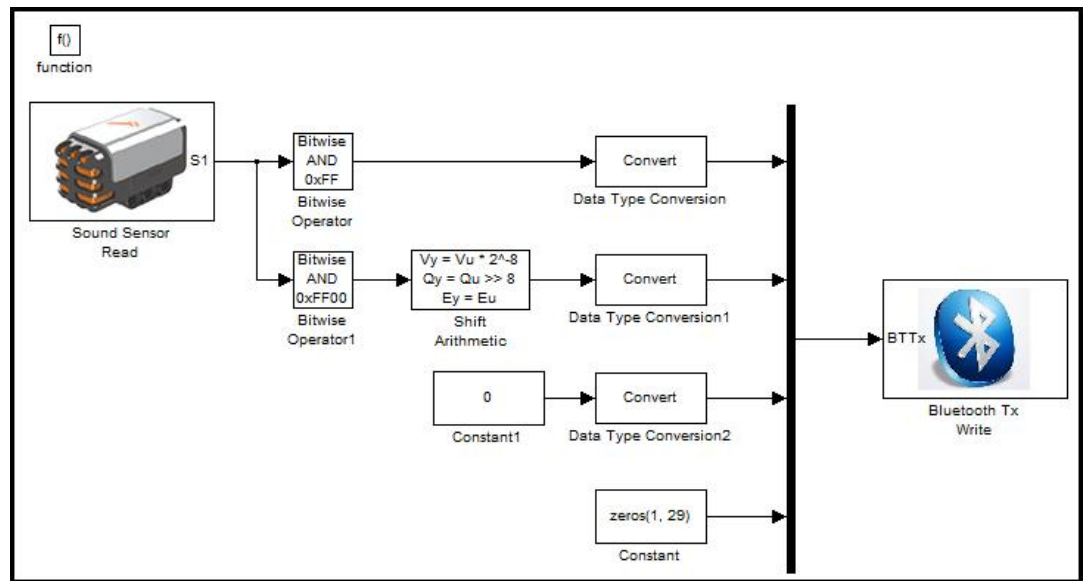 f()
function
S1
Sound Sensor
Read
Bitwise
AND
0xFF
Bitwise
Operator
Convert
Data Type Conversion
Bitwise
AND
0xFF00
Bitwise
Operator1
Vy = Vu * 2^-8
Qy = Qu >> 8
Ey = Eu
Shift
Arithmetic
Convert
Data Type Conversion1
0
Constant1
Convert
Data Type Conversion2
zeros(1, 29)
Constant
BTTx
Bluetooth Tx
Write